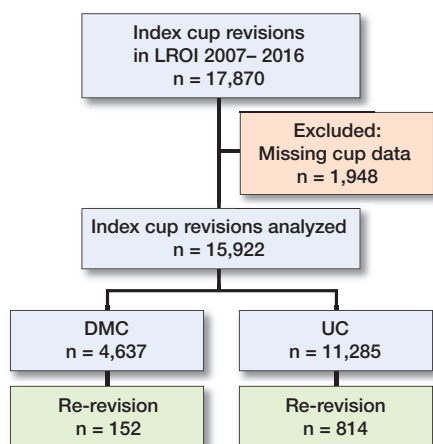 Index cup revisions
in LROI 2007– 2016
n = 17,870
Excluded:
Missing cup data
n = 1,948
Index cup revisions analyzed
n = 15,922
DMC
n = 4,637
UC
n = 11,285
Re-revision
n = 152
Re-revision
n = 814